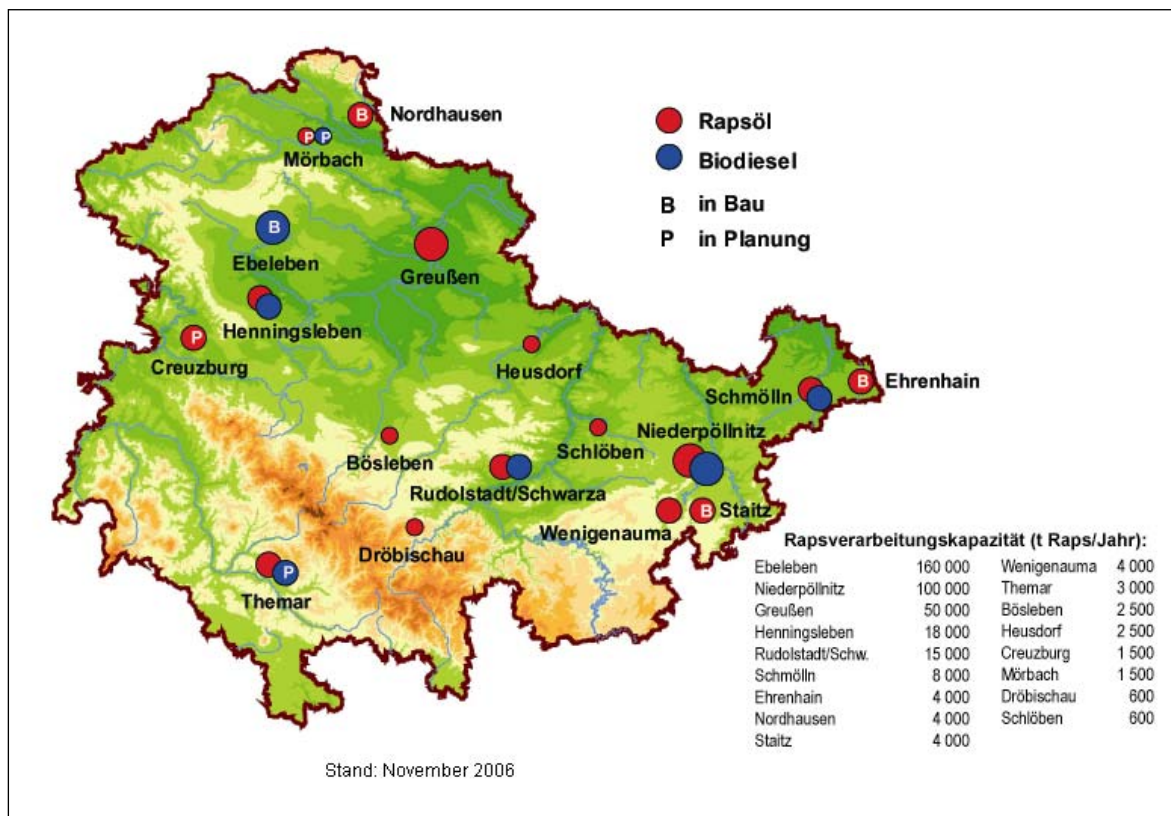 Nordhausen
B
P P
Mörbach
Rapsöl
Biodiesel
B in Bau
P in Planung
B
Ebeleben
Greußen
Henningsleben
P
Creuzburg
Heusdorf
B Ehrenhain
Schmölln
Niederpöllnitz
Schlöben
Bösleben
Rudolstadt/Schwarza
B Staitz
Wenigenauma
Dröbischau
P
Themar
Rapsverarbeitungskapazität (t Raps/Jahr):
Ebeleben 160 000 Wenigenauma 4 000
Niederpöllnitz 100 000 Themar 3 000
Greußen 50 000 Bösleben 2 500
Henningsleben 18 000 Heusdorf 2 500
Rudolstadt/Schw. 15 000 Creuzburg 1 500
Schmölln 8 000 Mörbach 1 500
Ehrenhain 4 000 Dröbischau 600
Nordhausen 4 000 Schlöben 600
Staitz 4 000
Stand: November 2006